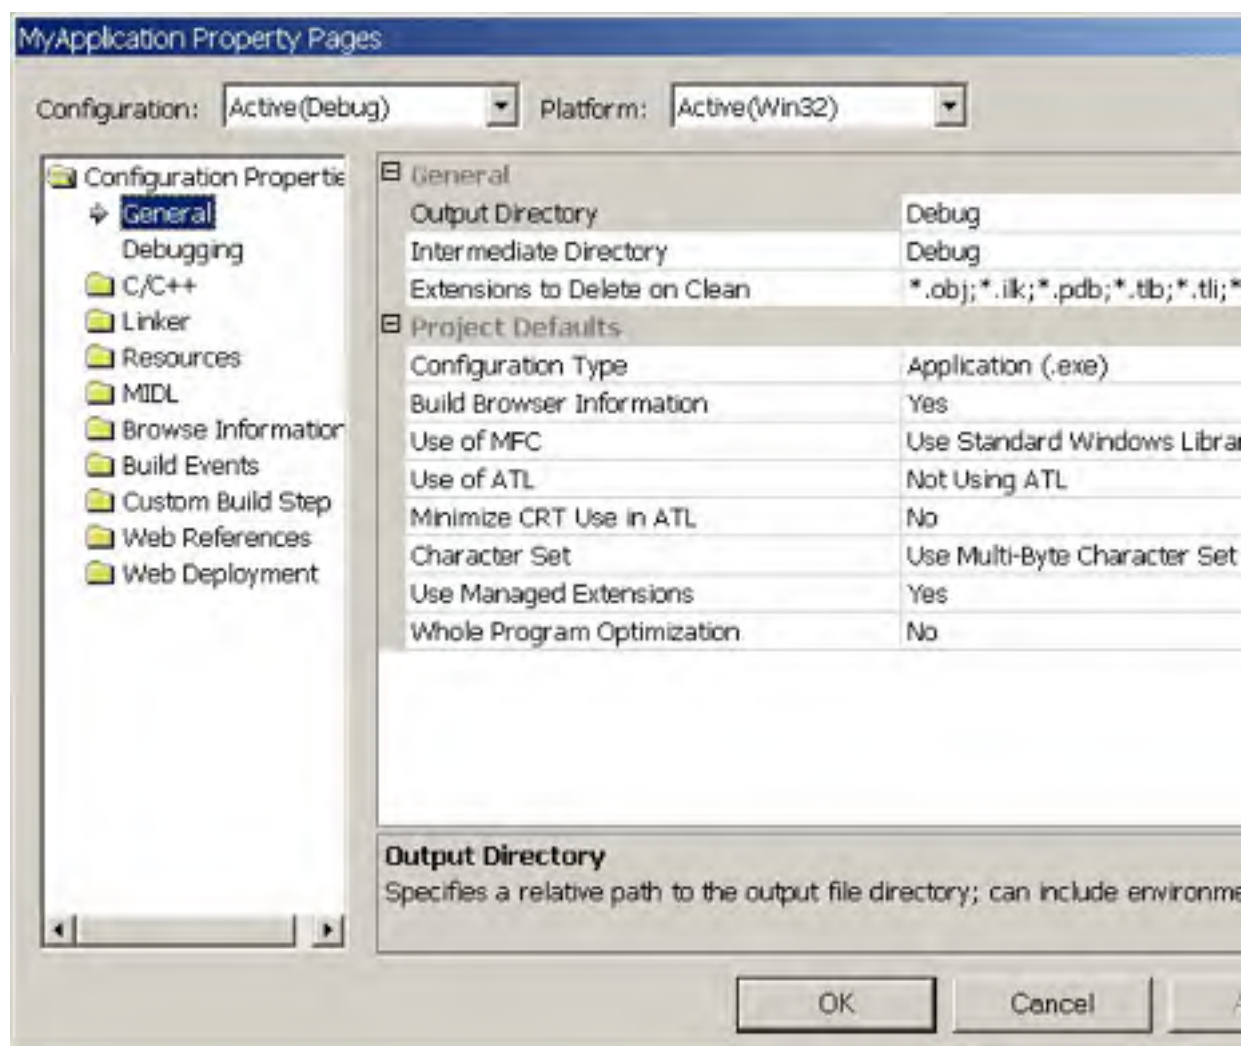 MyApplication Property Pages
Configuration: Active(Debug) Platform: Active(Win32)
Configuration Propertie
General
Debugging
C/C++
Linker
Resources
MIDL
Browse Information
Build Events
Custom Build Step
Web References
Web Deployment
General
Output Directory Debug
Intermediate Directory Debug
Extensions to Delete on Clean *.obj;*.ilk;*.pdb;*.tlb;*.tli;*
Project Defaults
Configuration Type Application (.exe)
Build Browser Information Yes
Use of MFC Use Standard Windows Librar
Use of ATL Not Using ATL
Minimize CRT Use in ATL No
Character Set Use Multi-Byte Character Set
Use Managed Extensions Yes
Whole Program Optimization No
Output Directory
Specifies a relative path to the output file directory; can include environme
OK Cancel